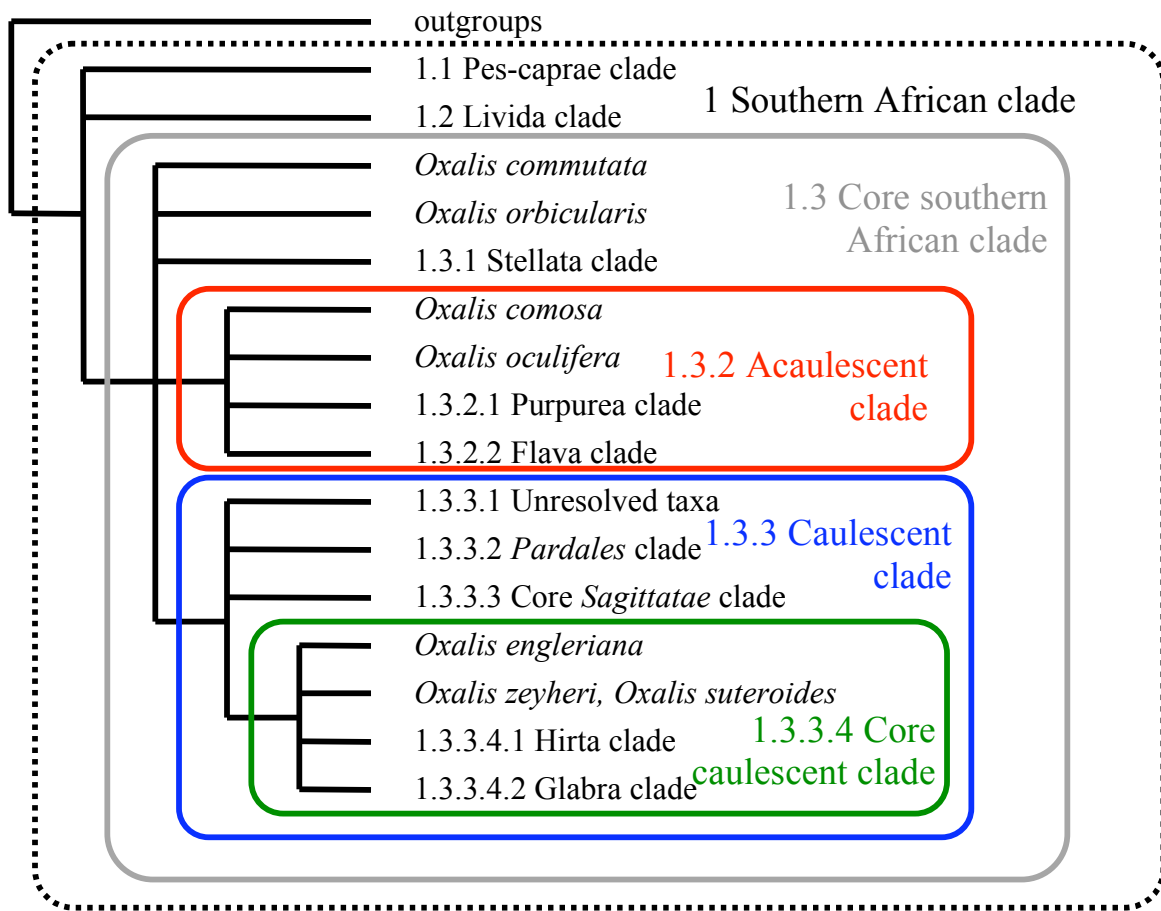 outgroups
1.1 Pes-caprae clade
1 Southern African clade
1.2 Livida clade
Oxalis commutata
1.3 Core southern
African clade
Oxalis orbicularis
1.3.1 Stellata clade
Oxalis comosa
Oxalis oculifera
1.3.2 Acaulescent
clade
1.3.2.1 Purpurea clade
1.3.2.2 Flava clade
1.3.3.1 Unresolved taxa
1.3.3 Caulescent
clade
1.3.3.2 Pardales clade
1.3.3.3 Core Sagittatae clade
Oxalis engleriana
Oxalis zeyheri, Oxalis suteroides
1.3.3.4 Core
caulescent clade
1.3.3.4.1 Hirta clade
1.3.3.4.2 Glabra clade